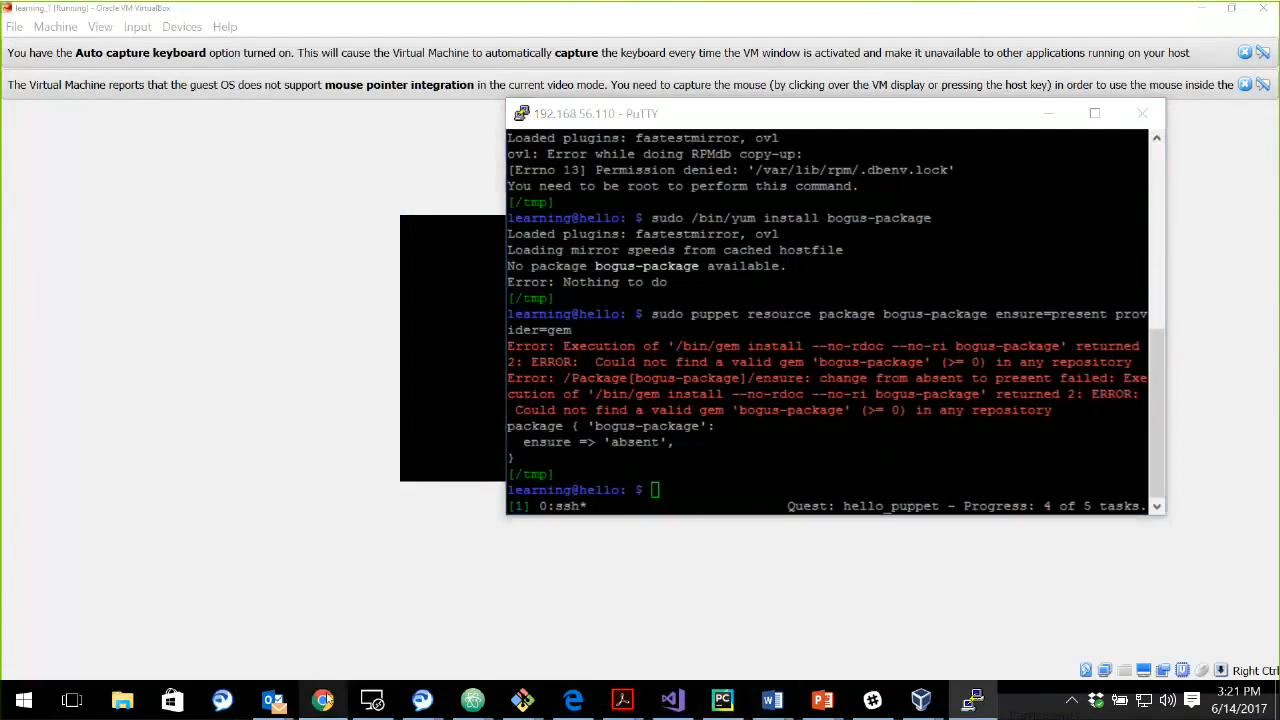 learning_1 [Running] - Oracle VM VirtualBox
File Machine View Input Devices Help
You have the Auto capture keyboard option turned on. This will cause the Virtual Machine to automatically capture the keyboard every time the VM window is activated and make it unavailable to other applications running on your host
The Virtual Machine reports that the guest OS does not support mouse pointer integration in the current video mode. You need to capture the mouse (by clicking over the VM display or pressing the host key) in order to use the mouse inside the
192.168.56.110 - PuTTY
Loaded plugins: fastestmirror, ovl
ovl: Error while doing RPMdb copy-up:
[Errno 13] Permission denied: '/var/lib/rpm/.dbenv.lock'
You need to be root to perform this command.
[/tmp]
learning@hello: $ sudo /bin/yum install bogus-package
Loaded plugins: fastestmirror, ovl
Loading mirror speeds from cached hostfile
No package bogus-package available.
Error: Nothing to do
[/tmp]
learning@hello: $ sudo puppet resource package bogus-package ensure=present prov
ider=gem
Error: Execution of '/bin/gem install --no-rdoc --no-ri bogus-package' returned
2: ERROR:  Could not find a valid gem 'bogus-package' (>= 0) in any repository
Error: /Package[bogus-package]/ensure: change from absent to present failed: Exe
cution of '/bin/gem install --no-rdoc --no-ri bogus-package' returned 2: ERROR:
Could not find a valid gem 'bogus-package' (>= 0) in any repository
package { 'bogus-package':
  ensure => 'absent',
}
[/tmp]
learning@hello: $
[1] 0:ssh* Quest: hello_puppet - Progress: 4 of 5 tasks.
Right Ctrl
3:21 PM
6/14/2017